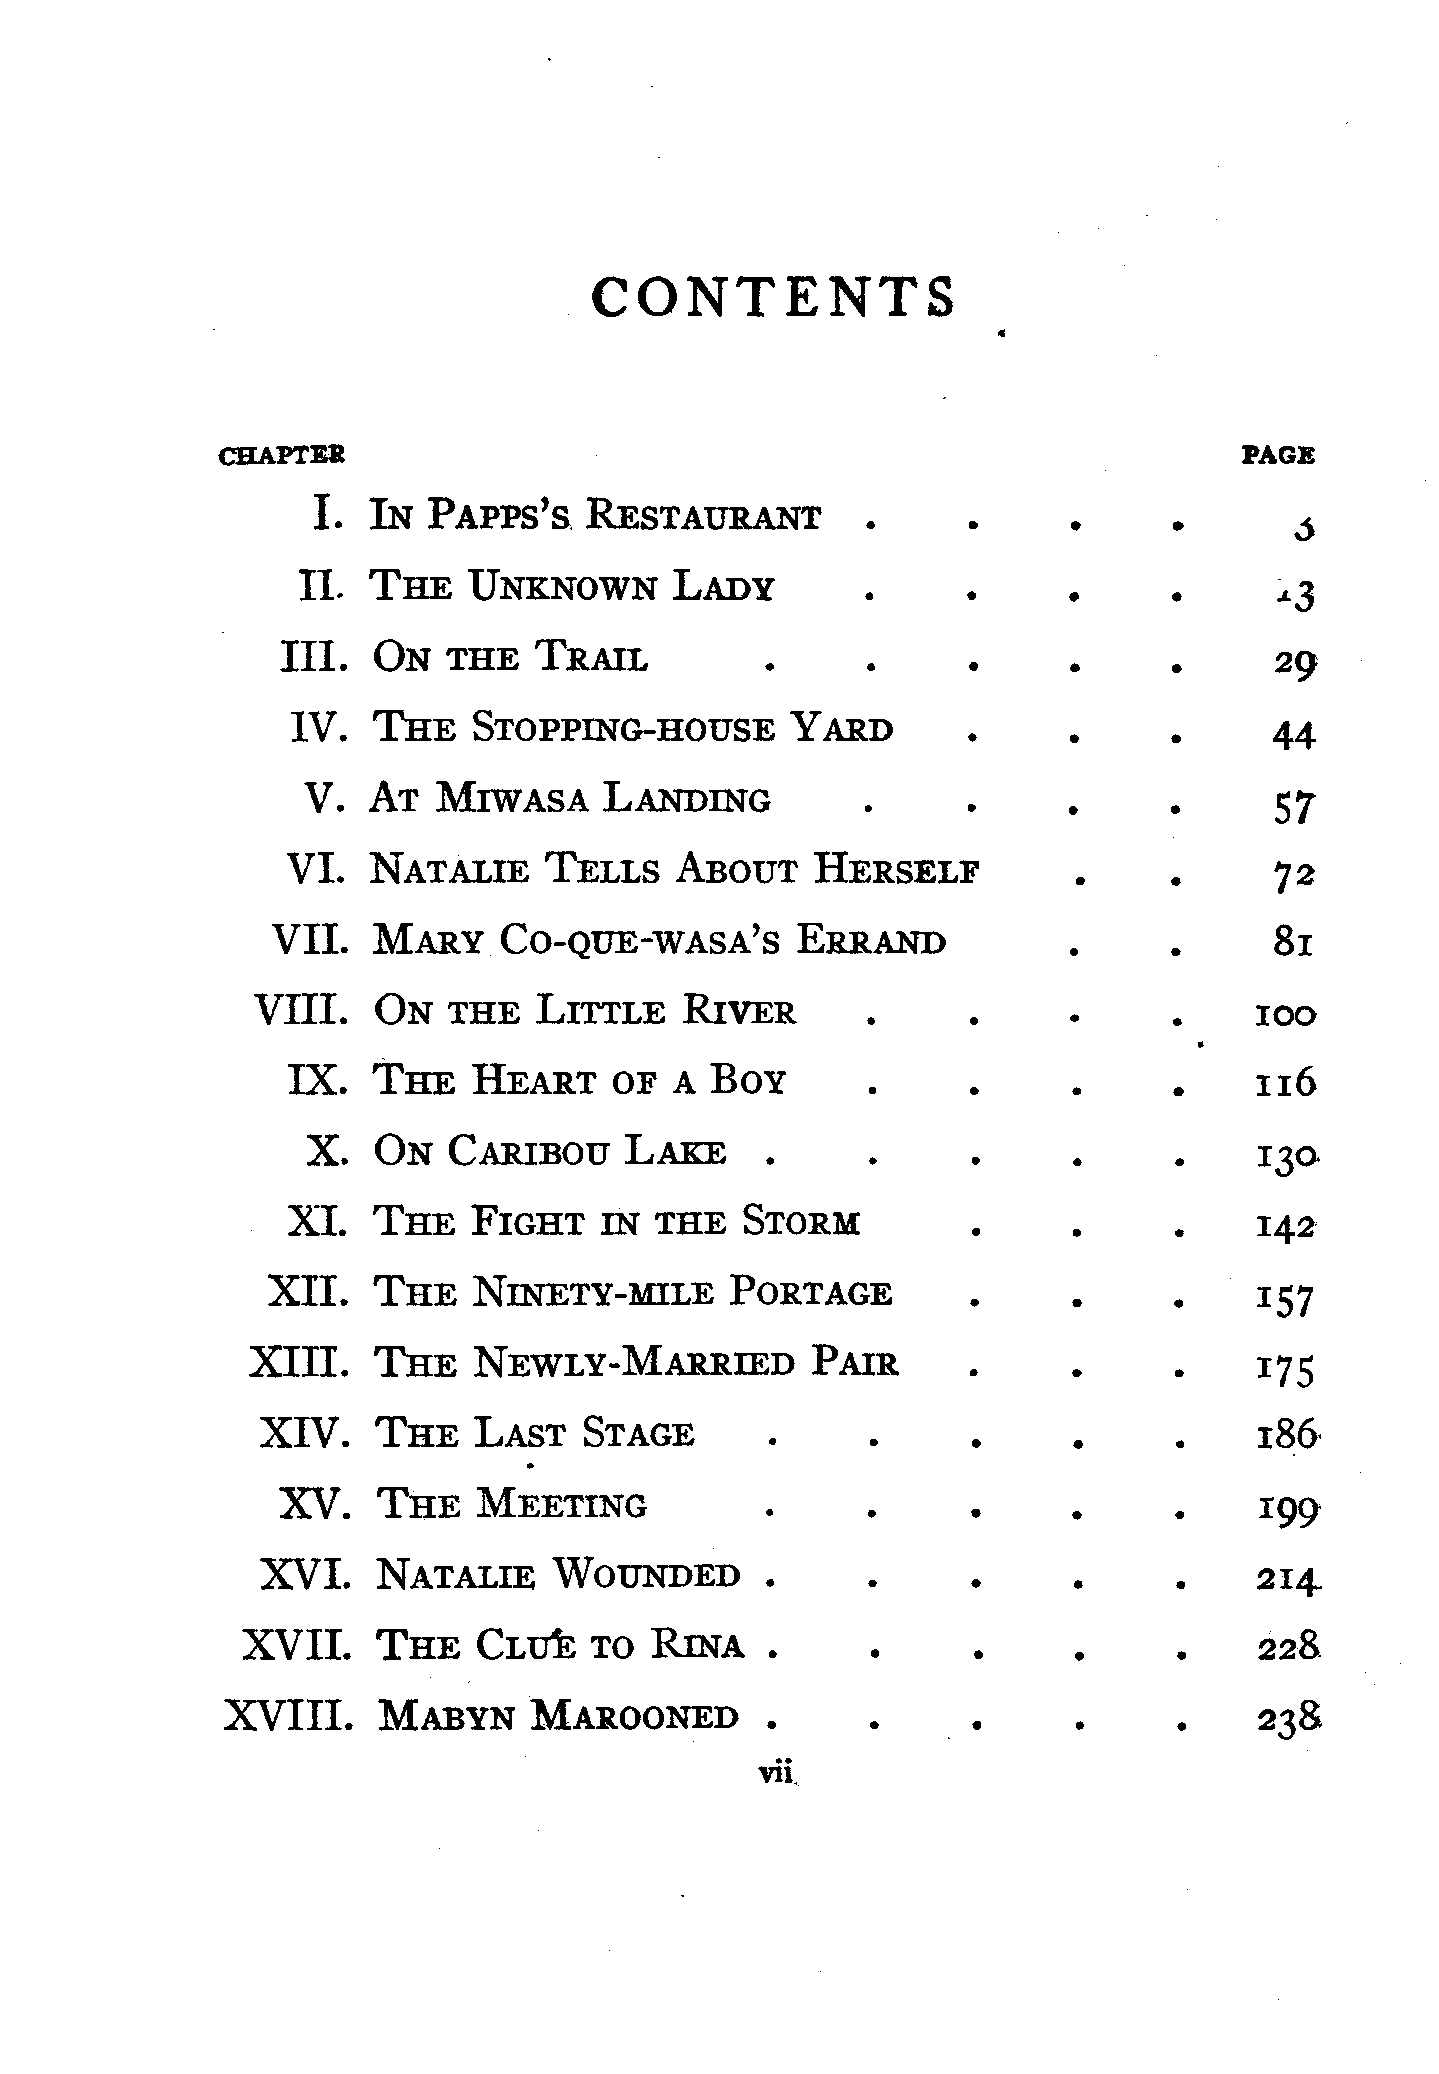 CONTENTS
CHAPTER PAGE
I. In Papps's Restaurant . . . . 3
II. The Unknown Lady . . . . 13
III. On the Trail . . . . . 29
IV. The Stopping-house Yard . . . 44
V. At Miwasa Landing . . . . 57
VI. Natalie Tells About Herself . . 72
VII. Mary Co-que-wasa's Errand . . 81
VIII. On the Little River . . . . 100
IX. The Heart of a Boy . . . . 116
X. On Caribou Lake . . . . . 130
XI. The Fight in the Storm . . . 142
XII. The Ninety-mile Portage . . . 157
XIII. The Newly-Married Pair . . . 175
XIV. The Last Stage . . . . . 186
XV. The Meeting . . . . . 199
XVI. Natalie Wounded . . . . . 214
XVII. The Clue to Rina . . . . . 228
XVIII. Mabyn Marooned . . . . . 238
vii